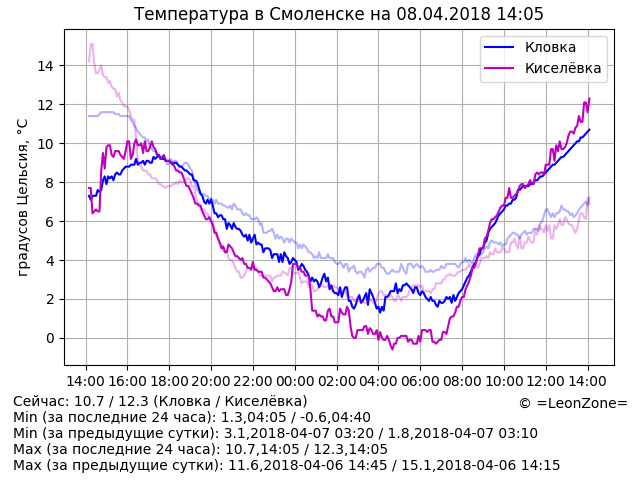 Температура в Смоленске на 08.04.2018 14:05
Кловка
Киселёвка
градусов Цельсия, °C
14
12
10
8
6
4
2
0
14:00 16:00 18:00 20:00 22:00 00:00 02:00 04:00 06:00 08:00 10:00 12:00 14:00
Сейчас: 10.7 / 12.3 (Кловка / Киселёвка)
© =LeonZone=
Min (за последние 24 часа): 1.3,04:05 / -0.6,04:40
Min (за предыдущие сутки): 3.1,2018-04-07 03:20 / 1.8,2018-04-07 03:10
Max (за последние 24 часа): 10.7,14:05 / 12.3,14:05
Max (за предыдущие сутки): 11.6,2018-04-06 14:45 / 15.1,2018-04-06 14:15